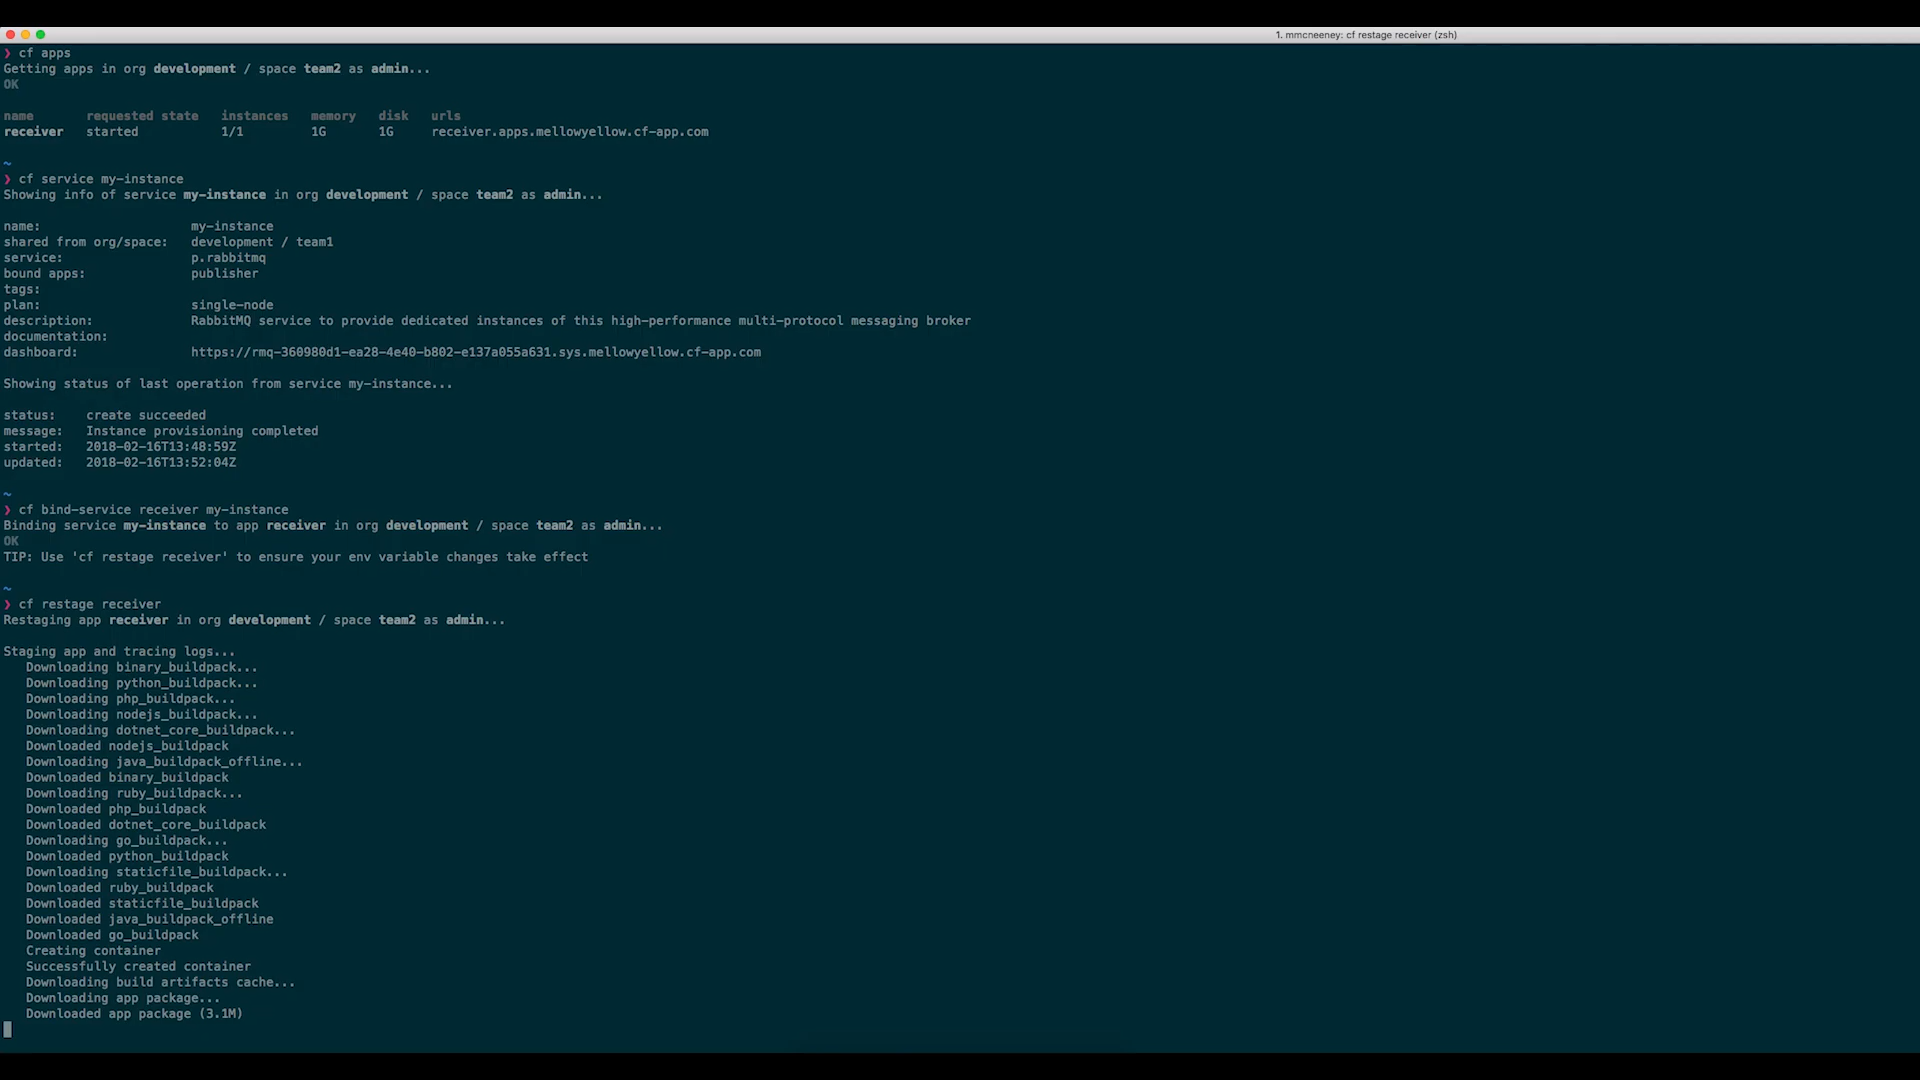 1. mmcneeney: cf restage receiver (zsh)
❯ cf apps
Getting apps in org development / space team2 as admin...
OK
name requested state instances memory disk urls
receiver started 1/1 1G 1G receiver.apps.mellowyellow.cf-app.com
~
❯ cf service my-instance
Showing info of service my-instance in org development / space team2 as admin...
name: my-instance
shared from org/space: development / team1
service: p.rabbitmq
bound apps: publisher
tags:
plan: single-node
description: RabbitMQ service to provide dedicated instances of this high-performance multi-protocol messaging broker
documentation:
dashboard: https://rmq-360980d1-ea28-4e40-b802-e137a055a631.sys.mellowyellow.cf-app.com
Showing status of last operation from service my-instance...
status: create succeeded
message: Instance provisioning completed
started: 2018-02-16T13:48:59Z
updated: 2018-02-16T13:52:04Z
~
❯ cf bind-service receiver my-instance
Binding service my-instance to app receiver in org development / space team2 as admin...
OK
TIP: Use 'cf restage receiver' to ensure your env variable changes take effect
~
❯ cf restage receiver
Restaging app receiver in org development / space team2 as admin...
Staging app and tracing logs...
Downloading binary_buildpack...
Downloading python_buildpack...
Downloading php_buildpack...
Downloading nodejs_buildpack...
Downloading dotnet_core_buildpack...
Downloaded nodejs_buildpack
Downloading java_buildpack_offline...
Downloaded binary_buildpack
Downloading ruby_buildpack...
Downloaded php_buildpack
Downloaded dotnet_core_buildpack
Downloading go_buildpack...
Downloaded python_buildpack
Downloading staticfile_buildpack...
Downloaded ruby_buildpack
Downloaded staticfile_buildpack
Downloaded java_buildpack_offline
Downloaded go_buildpack
Creating container
Successfully created container
Downloading build artifacts cache...
Downloading app package...
Downloaded app package (3.1M)